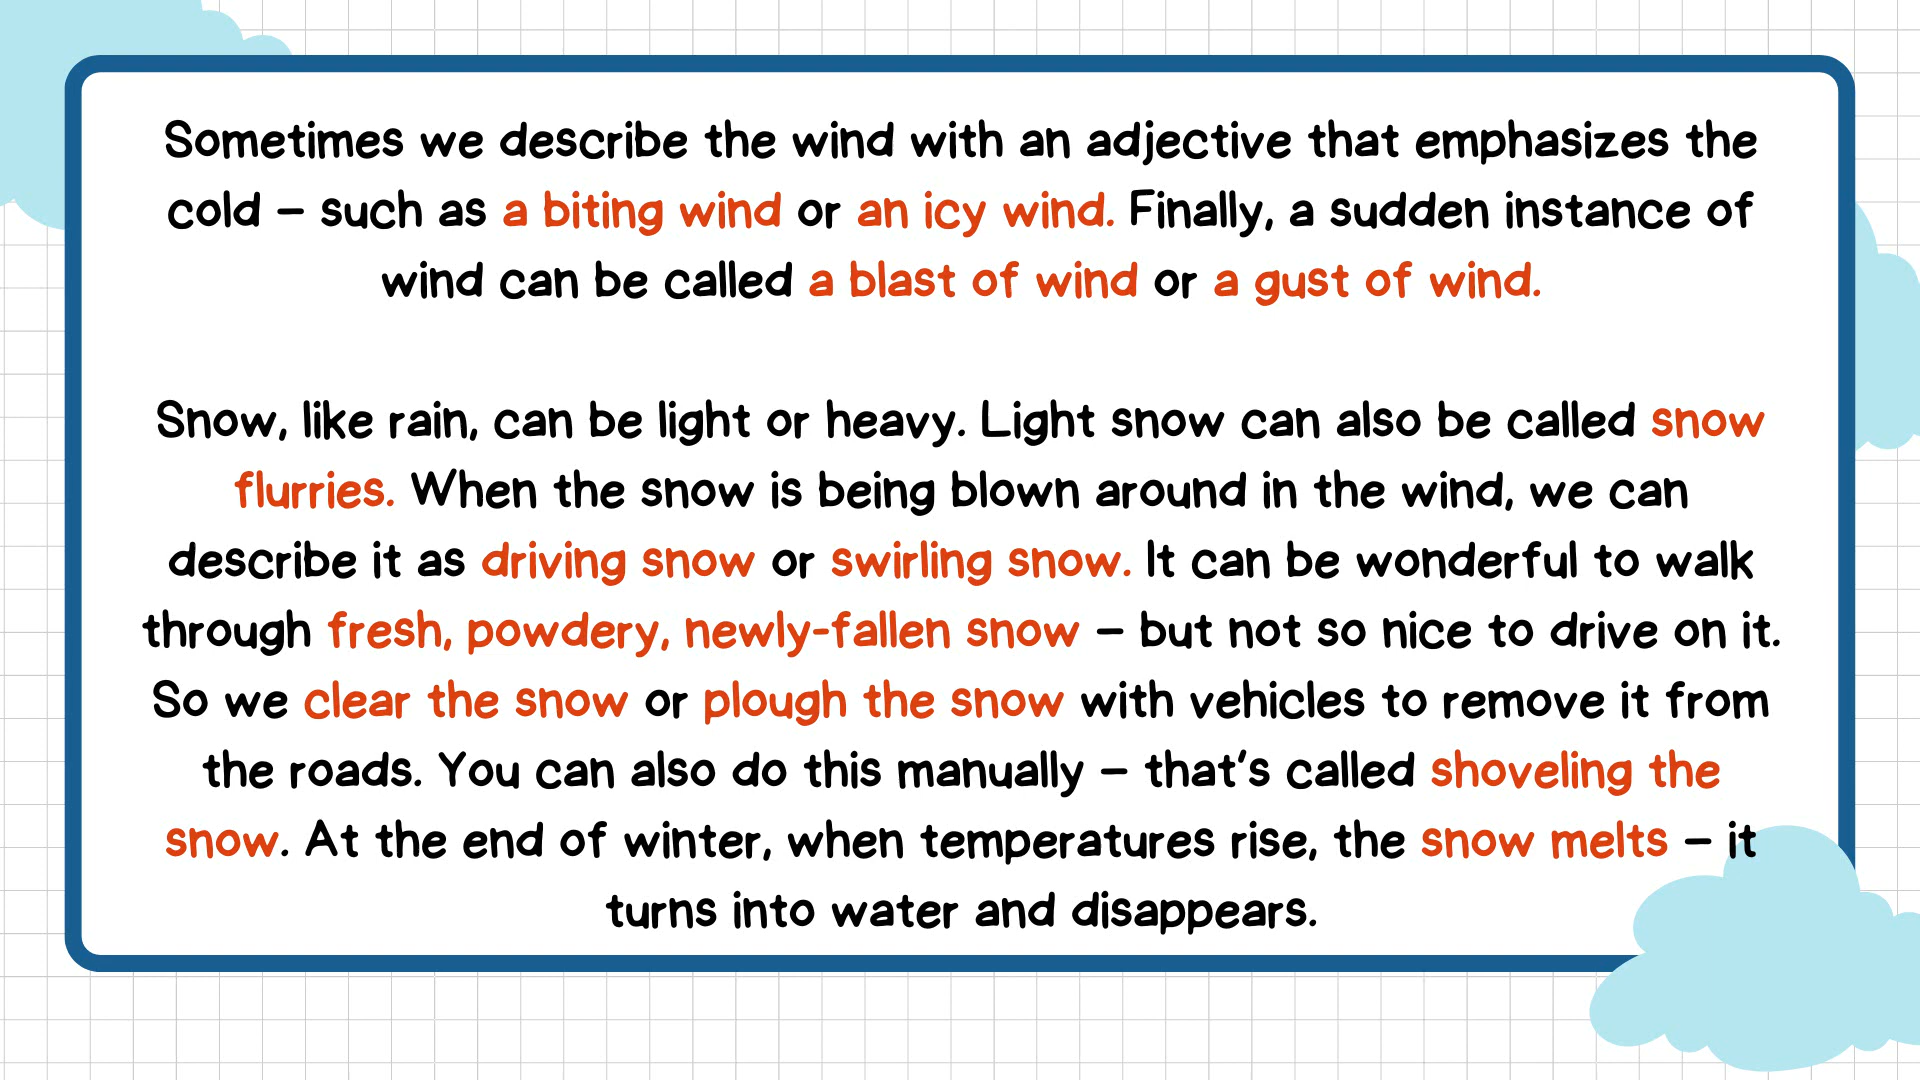 Sometimes we describe the wind with an adjective that emphasizes the
cold – such as a biting wind or an icy wind. Finally, a sudden instance of
wind can be called a blast of wind or a gust of wind.
Snow, like rain, can be light or heavy. Light snow can also be called snow
flurries. When the snow is being blown around in the wind, we can
describe it as driving snow or swirling snow. It can be wonderful to walk
through fresh, powdery, newly-fallen snow – but not so nice to drive on it.
So we clear the snow or plough the snow with vehicles to remove it from
the roads. You can also do this manually – that's called shoveling the
snow. At the end of winter, when temperatures rise, the snow melts – it
turns into water and disappears.